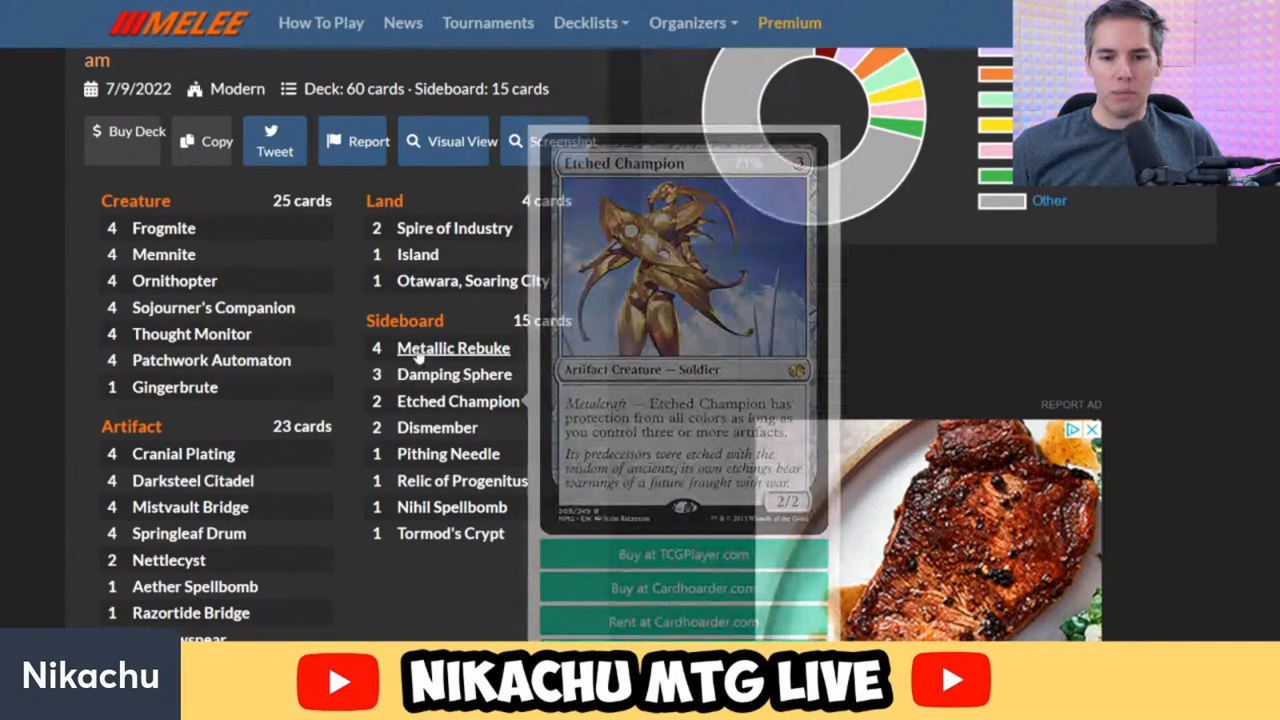 MELEE
How To Play
News
Tournaments
Decklists
Organizers
Premium
am
7/9/2022 Modern Deck: 60 cards · Sideboard: 15 cards
$ Buy Deck
Copy
Tweet
Report
Visual View
Screenshot
Creature 25 cards
4 Frogmite
4 Memnite
4 Ornithopter
4 Sojourner's Companion
4 Thought Monitor
4 Patchwork Automaton
1 Gingerbrute
Artifact 23 cards
4 Cranial Plating
4 Darksteel Citadel
4 Mistvault Bridge
4 Springleaf Drum
2 Nettlecyst
1 Aether Spellbomb
1 Razortide Bridge
Land 4 cards
2 Spire of Industry
1 Island
1 Otawara, Soaring City
Sideboard 15 cards
4 Metallic Rebuke
3 Damping Sphere
2 Etched Champion
2 Dismember
1 Pithing Needle
1 Relic of Progenitus
1 Nihil Spellbomb
1 Tormod's Crypt
Etched Champion 3
Artifact Creature — Soldier
Metalcraft — Etched Champion has
protection from all colors as long as
you control three or more artifacts.
Its predecessors were etched with the
wisdom of ancients; its own etchings bear
warnings of a future fraught with war.
2/2
Buy at TCGPlayer.com
Buy at Cardhoarder.com
Rent at Cardhoarder.com
Other
REPORT AD
Nikachu
NIKACHU MTG LIVE